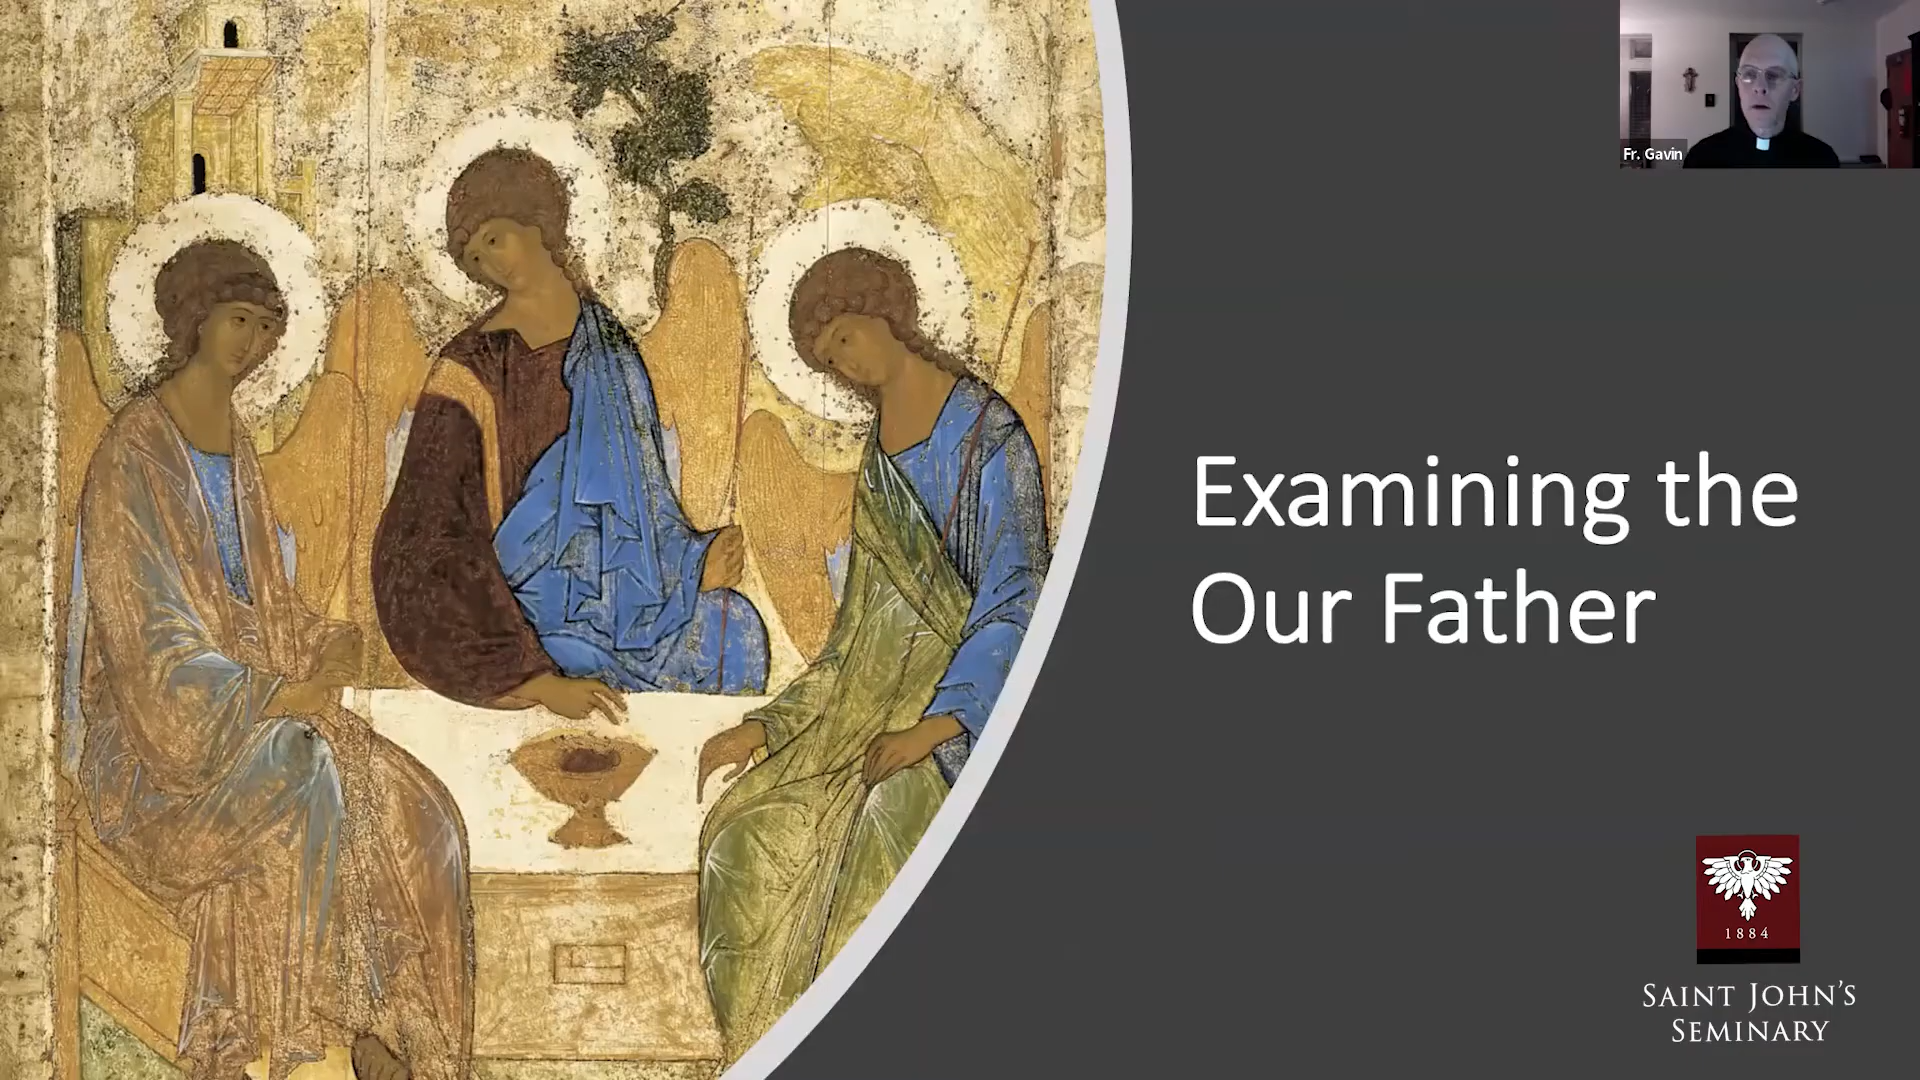 Fr. Gavin
Examining the
Our Father
1884
SAINT JOHN'S
SEMINARY